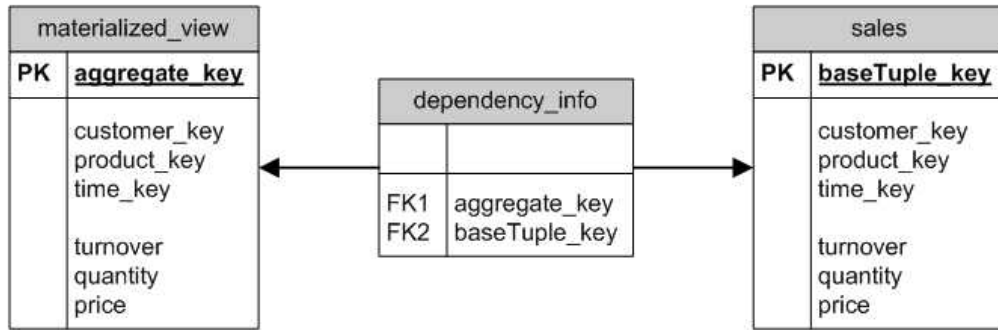 materialized_view
PK aggregate_key
customer_key
product_key
time_key
turnover
quantity
price
dependency_info
FK1 aggregate_key
FK2 baseTuple_key
sales
PK baseTuple_key
customer_key
product_key
time_key
turnover
quantity
price